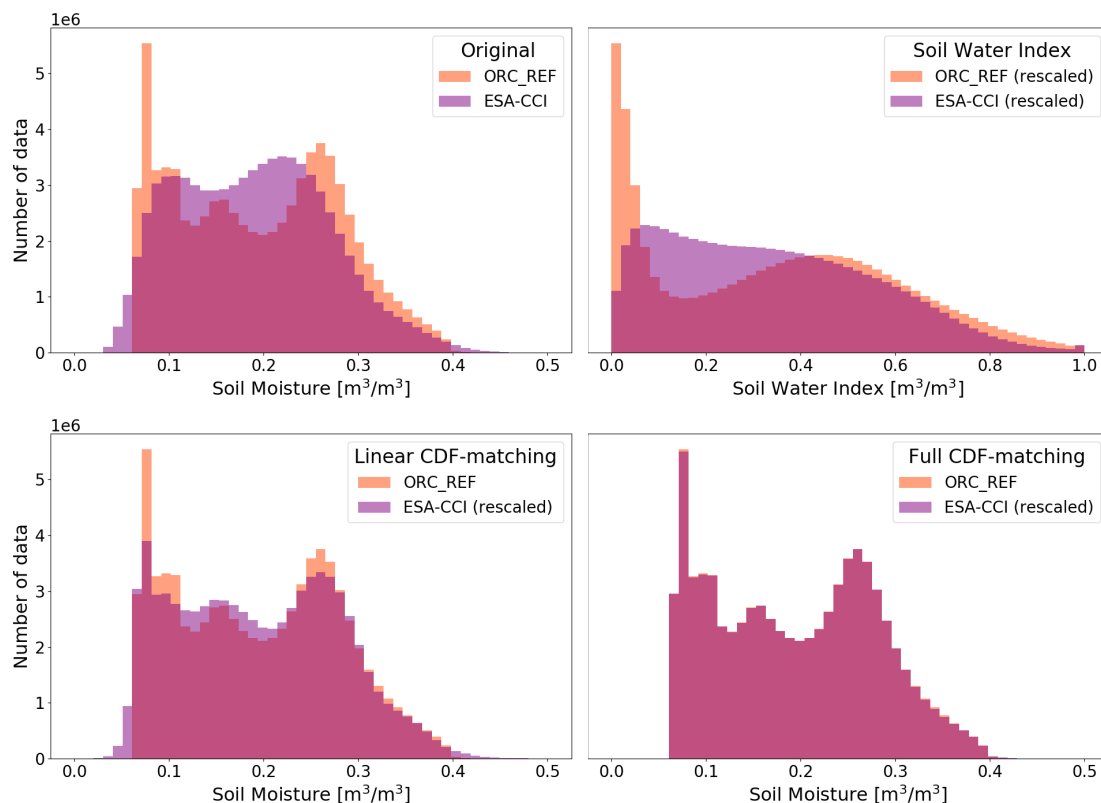 1e6
Original
ORC_REF
ESA-CCI
Number of data
5
4
3
2
1
0
0.0 0.1 0.2 0.3 0.4 0.5
Soil Moisture [m³/m³]
Soil Water Index
ORC_REF (rescaled)
ESA-CCI (rescaled)
0.0 0.2 0.4 0.6 0.8 1.0
Soil Water Index [m³/m³]
1e6
Linear CDF-matching
ORC_REF
ESA-CCI (rescaled)
Number of data
5
4
3
2
1
0
0.0 0.1 0.2 0.3 0.4 0.5
Soil Moisture [m³/m³]
Full CDF-matching
ORC_REF
ESA-CCI (rescaled)
0.0 0.1 0.2 0.3 0.4 0.5
Soil Moisture [m³/m³]